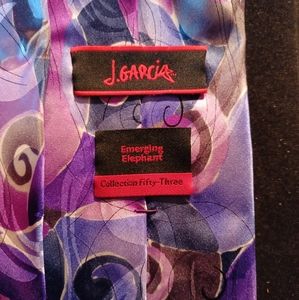 J.GARCIA
Emerging
Elephant
Collection Fifty-Three